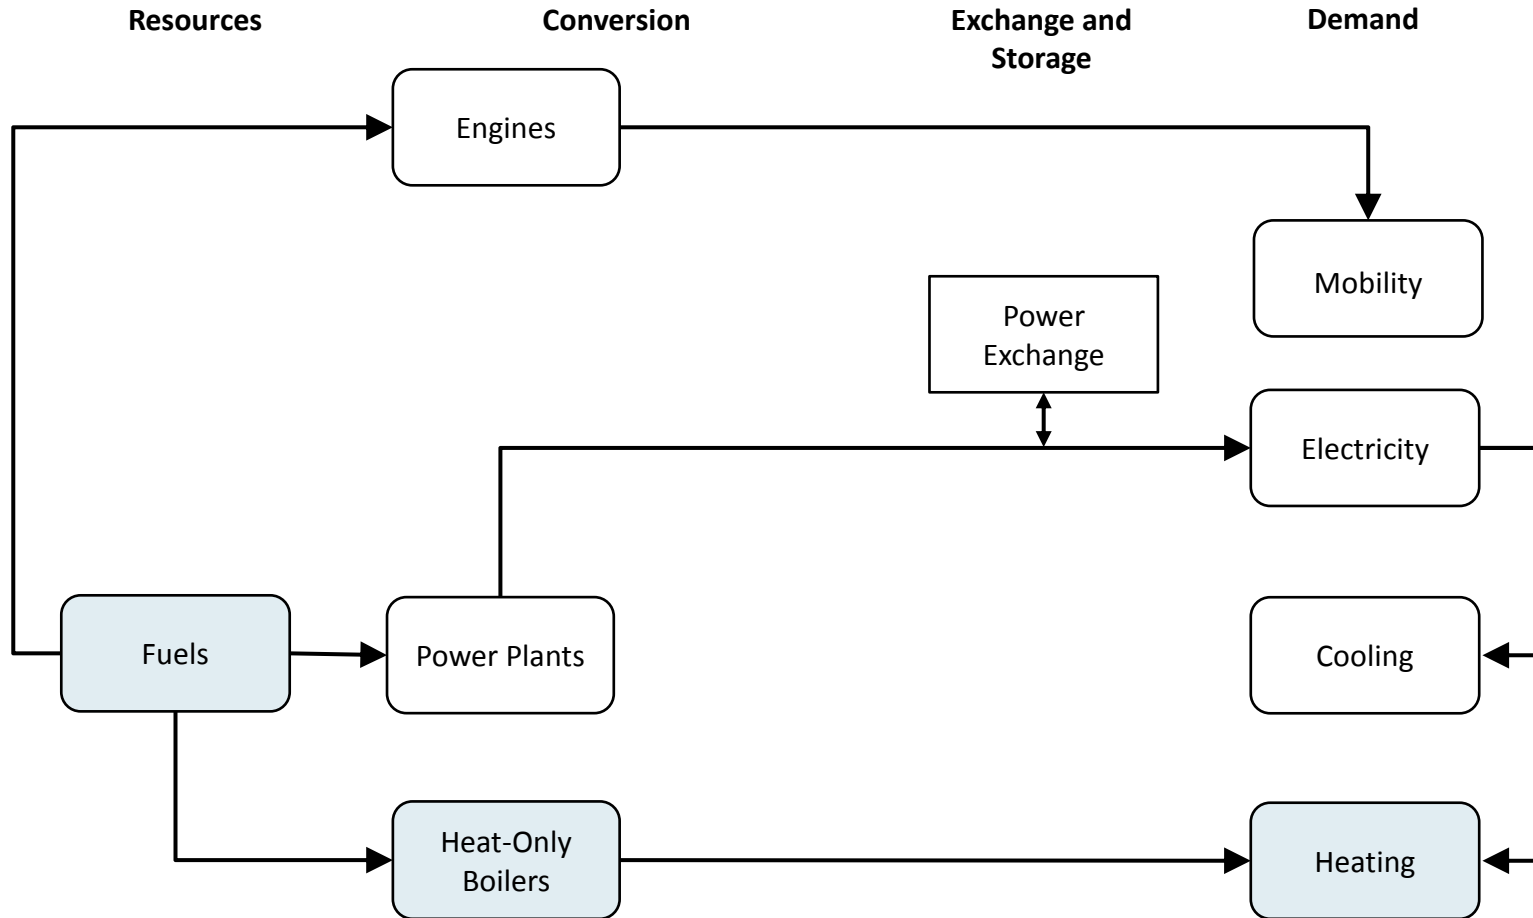 Resources
Conversion
Exchange and
Storage
Demand
Engines
Mobility
Power
Exchange
Electricity
Fuels
Power Plants
Cooling
Heat-Only
Boilers
Heating